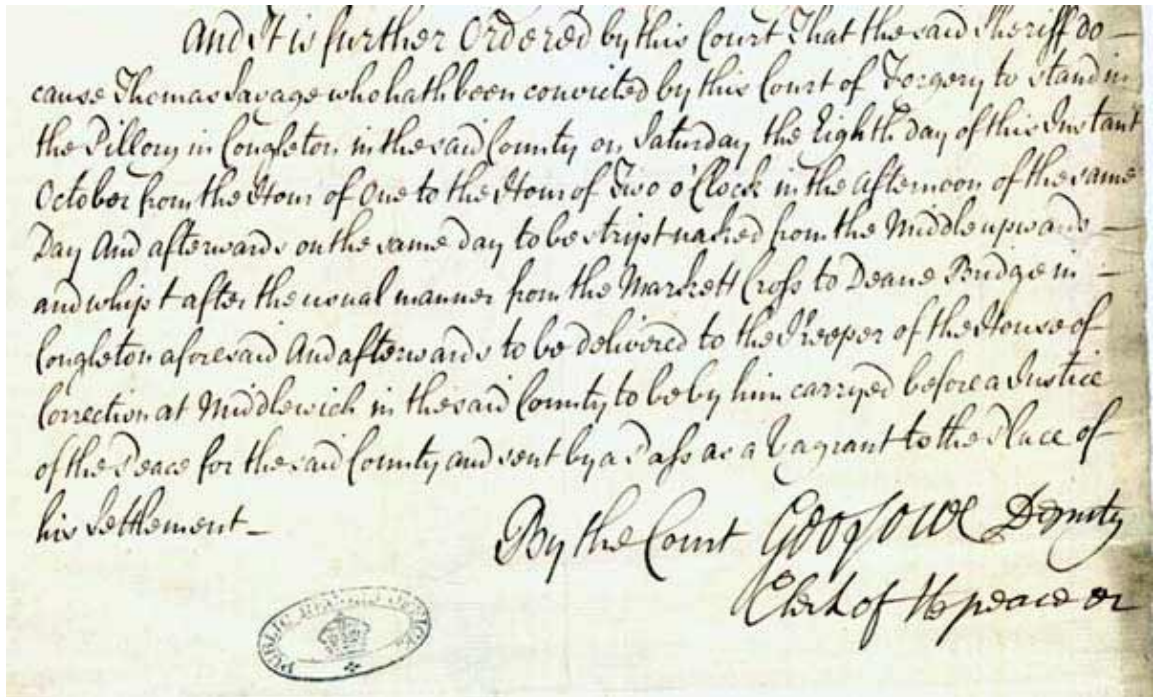 And It is further Ordered by this Court That the said Sheriff do
cause Thomas Savage who hath been convicted by this Court of Forgery to stand in
the Pillory in Congleton in the said County on Saturday the Eighth day of this Instant
October from the Hour of One to the Hour of Two o'Clock in the Afternoon of the same
Day And afterwards on the same day to be stript naked from the Middle upwards
and whipt after the usual manner from the Markett Cross to Deane Bridge in
Congleton aforesaid And afterwards to be delivered to the Keeper of the House of
Correction at Middlewich in the said County to be by him carryed before a Justice
of the Peace for the said County and sent by a Pass as a Vagrant to the Place of
his Settlement
By the Court Deputy
Clerk of peace
PUBLIC RECORD OFFICE